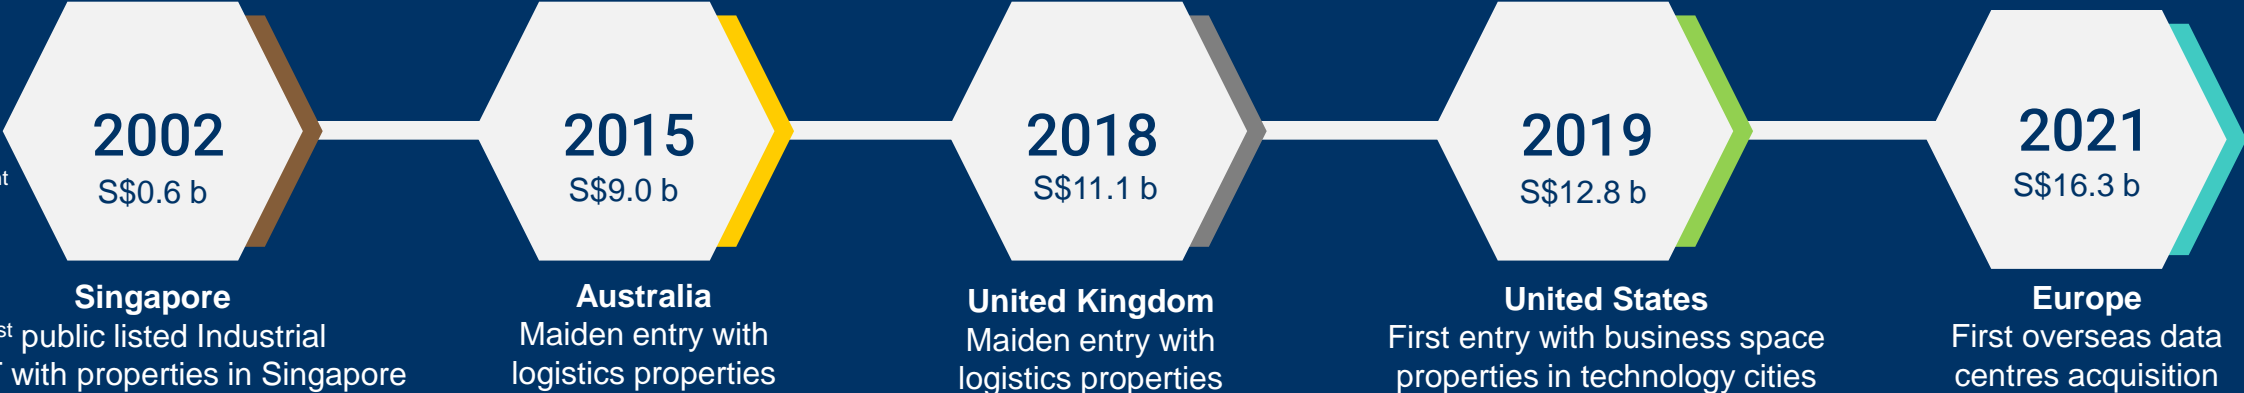 2002
S$0.6 b
Singapore
st public listed Industrial
with properties in Singapore
2015
S$9.0 b
Australia
Maiden entry with
logistics properties
2018
S$11.1 b
United Kingdom
Maiden entry with
logistics properties
2019
S$12.8 b
United States
First entry with business space
properties in technology cities
2021
S$16.3 b
Europe
First overseas data
centres acquisition